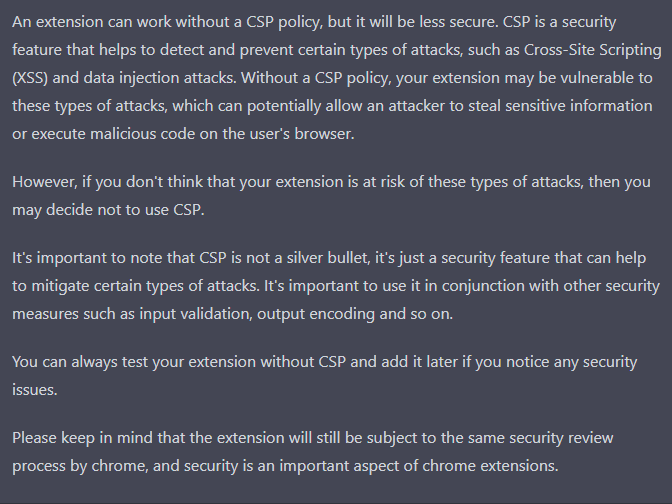 An extension can work without a CSP policy, but it will be less secure. CSP is a security
feature that helps to detect and prevent certain types of attacks, such as Cross-Site Scripting
(XSS) and data injection attacks. Without a CSP policy, your extension may be vulnerable to
these types of attacks, which can potentially allow an attacker to steal sensitive information
or execute malicious code on the user's browser.
However, if you don't think that your extension is at risk of these types of attacks, then you
may decide not to use CSP.
It's important to note that CSP is not a silver bullet, it's just a security feature that can help
to mitigate certain types of attacks. It's important to use it in conjunction with other security
measures such as input validation, output encoding and so on.
You can always test your extension without CSP and add it later if you notice any security
issues.
Please keep in mind that the extension will still be subject to the same security review
process by chrome, and security is an important aspect of chrome extensions.